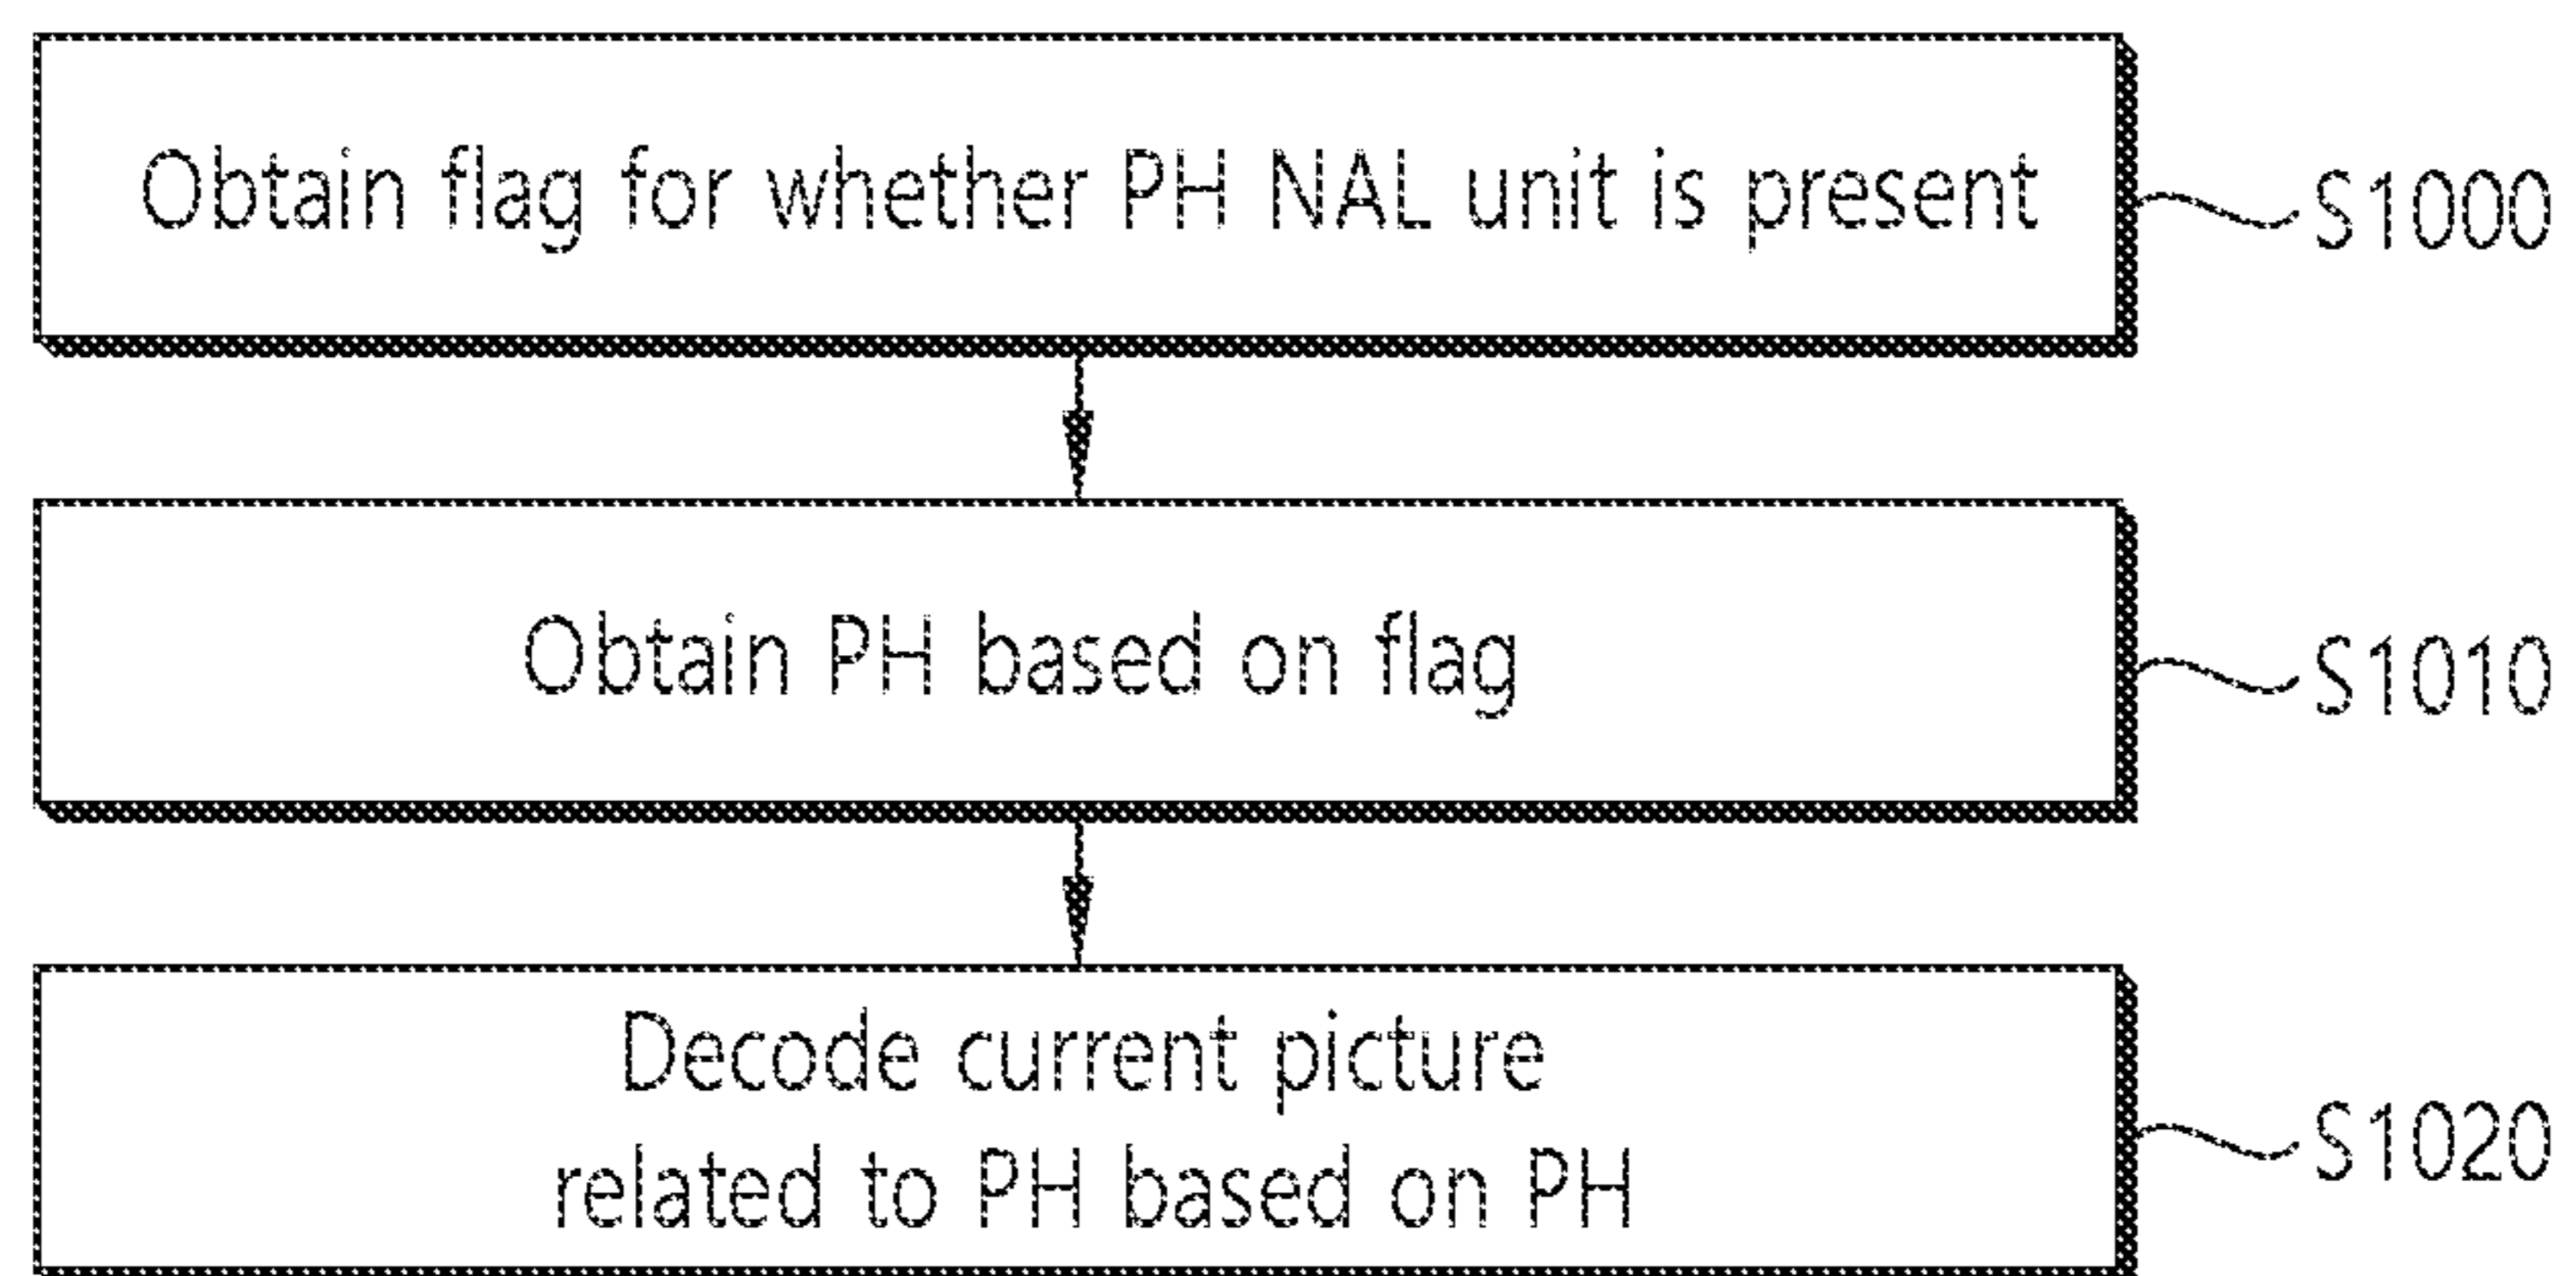 Obtain flag for whether PH NAL unit is present
S1000
Obtain PH based on flag
S1010
Decode current picture
related to PH based on PH
S1020